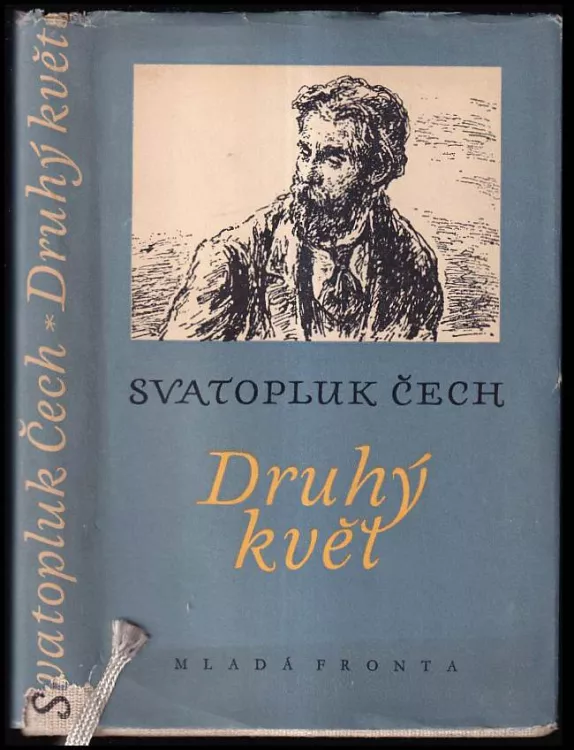 Svatopluk Čech * Druhý květ
SVATOPLUK ČECH
Druhý
květ
MLADÁ FRONTA